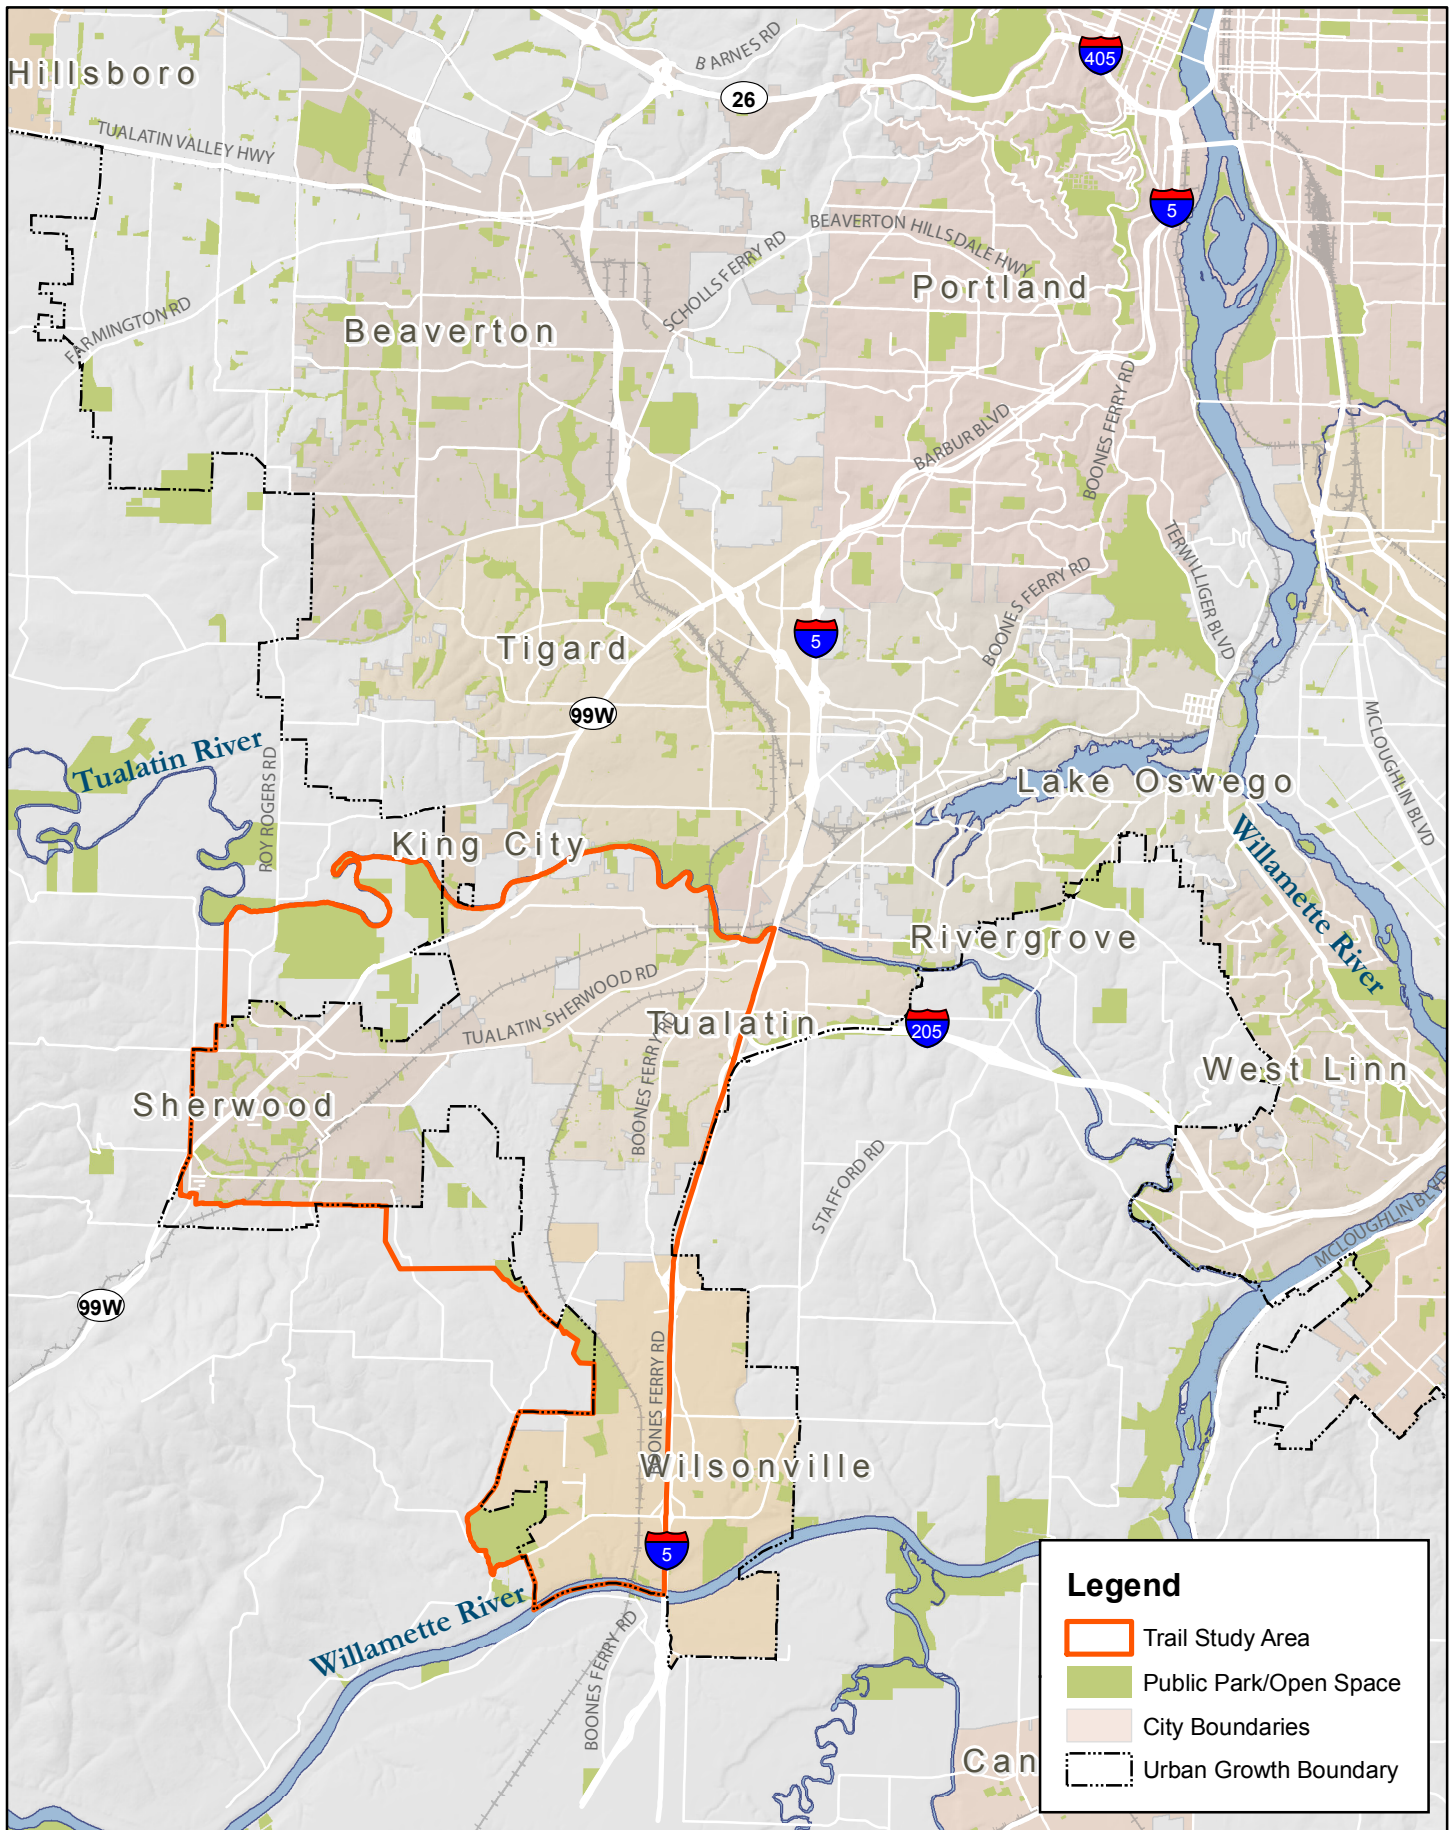 405
BARNES RD
Hillsboro
26
TUALATIN VALLEY HWY
5
BEAVERTON HILLSDALE HWY
SCHOLLS FERRY RD
Portland
FARMINGTON RD
Beaverton
BOONES FERRY RD
BARBUR BLVD
TERWILLIGER BLVD
BOONES FERRY RD
5
Tigard
99W
MCLOUGHLIN BLVD
Tualatin River
ROY ROGERS RD
Lake Oswego
King City
Willamette River
Rivergrove
TUALATIN SHERWOOD RD
Tualatin
205
BOONES FERRY RD
West Linn
Sherwood
STAFFORD RD
MCLOUGHLIN BLVD
99W
BOONES FERRY RD
Wilsonville
5
Willamette River
BOONES FERRY RD
Can
Legend
Trail Study Area
Public Park/Open Space
City Boundaries
Urban Growth Boundary